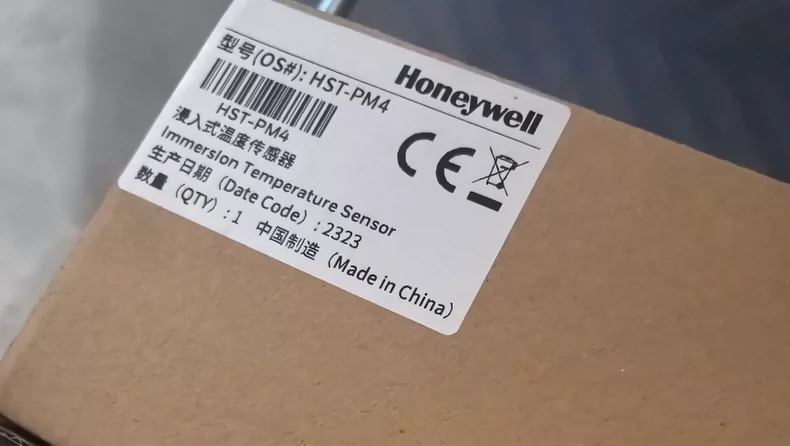 Honeywell
型号(OS#): HST-PM4
HST-PM4
浸入式温度传感器
Immersion Temperature Sensor
生产日期（Date Code）: 2323
数量（QTY）: 1 中国制造（Made in China）